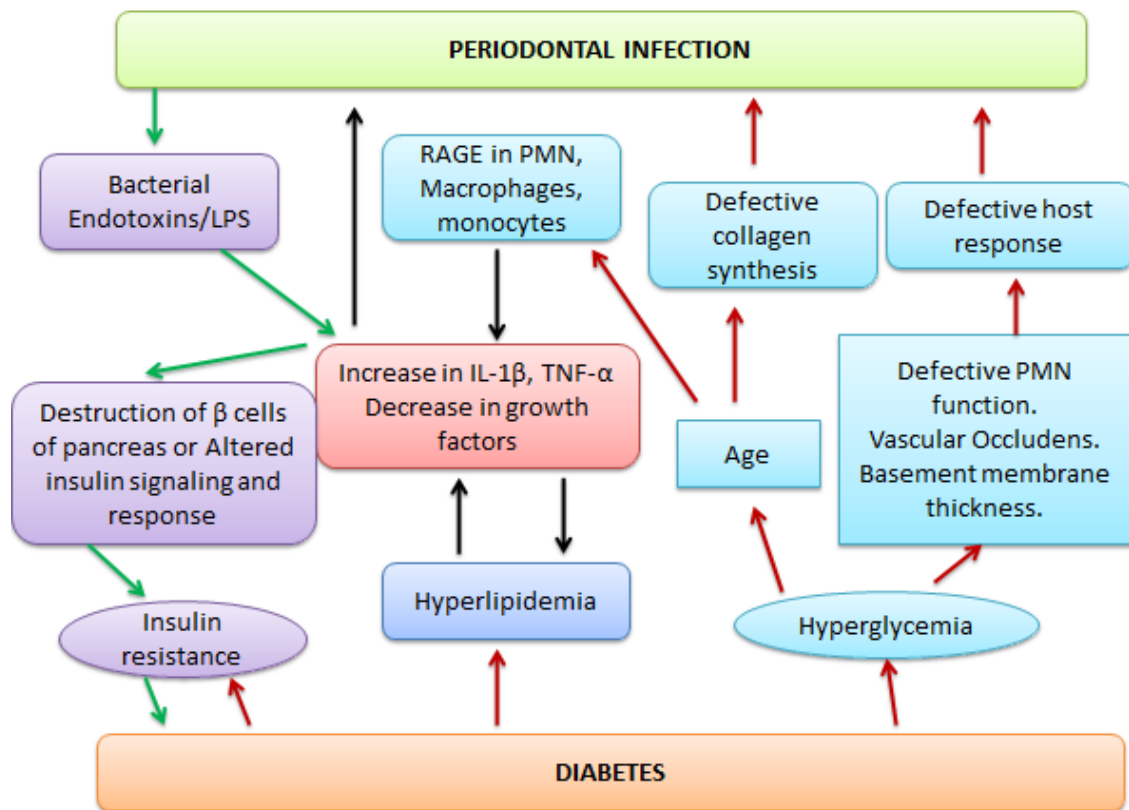 PERIODONTAL INFECTION
Bacterial
Endotoxins/LPS
RAGE in PMN,
Macrophages,
monocytes
Defective
collagen
synthesis
Defective host
response
Destruction of β cells
of pancreas or Altered
insulin signaling and
response
Increase in IL-1β, TNF-α
Decrease in growth
factors
Age
Defective PMN
function.
Vascular Occludens.
Basement membrane
thickness.
Insulin
resistance
Hyperlipidemia
Hyperglycemia
DIABETES